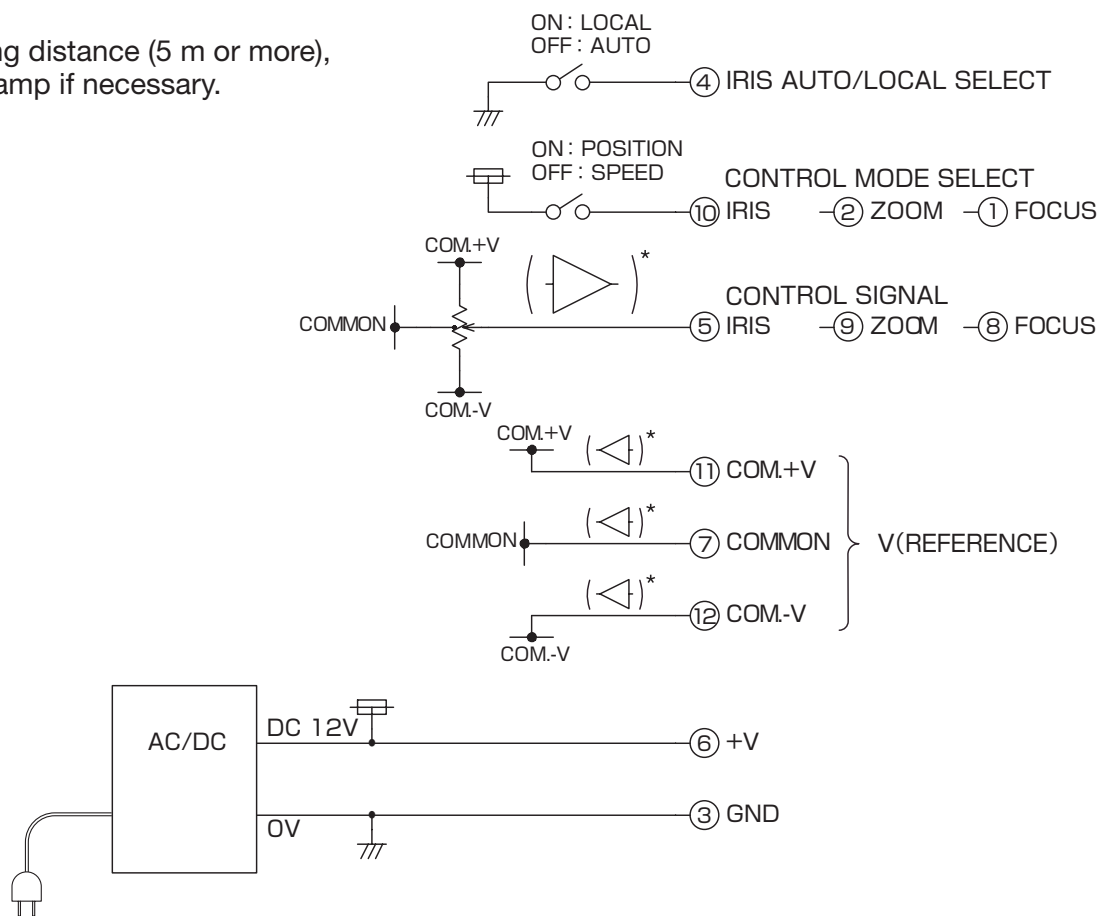 ng distance (5 m or more),
amp if necessary.
ON : LOCAL
OFF : AUTO
④ IRIS AUTO/LOCAL SELECT
ON : POSITION
OFF : SPEED
CONTROL MODE SELECT
⑩ IRIS ② ZOOM ① FOCUS
COM.+V
*
CONTROL SIGNAL
COMMON
⑤ IRIS ⑨ ZOOM ⑧ FOCUS
COM.-V
COM.+V
*
⑪ COM.+V
*
COMMON
⑦ COMMON
V(REFERENCE)
*
⑫ COM.-V
COM.-V
AC/DC
DC 12V
⑥ +V
0V
③ GND